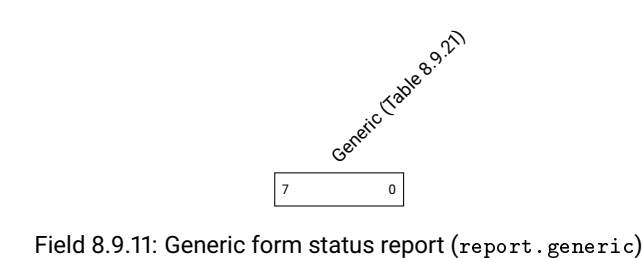 Generic (Table 8.9.21)
7 0
Field 8.9.11: Generic form status report (report.generic)